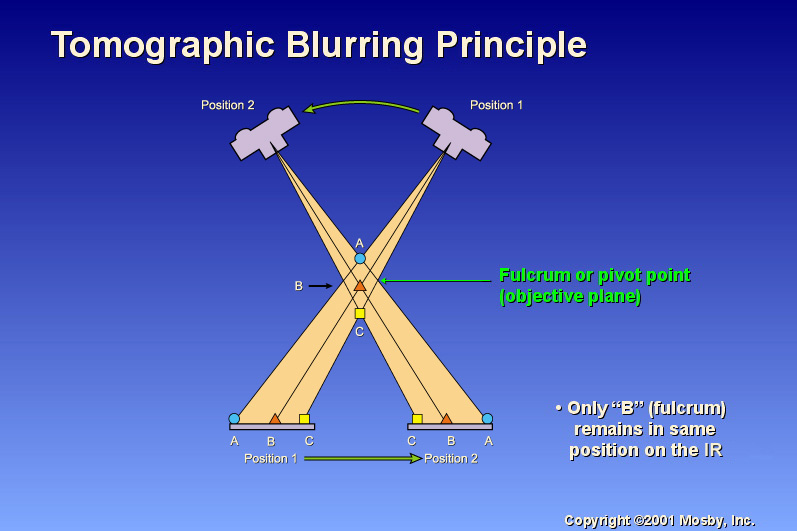 Tomographic Blurring Principle
Position 2
Position 1
A
B
Fulcrum or pivot point
(objective plane)
C
• Only “B” (fulcrum)
remains in same
position on the IR
A B C
C B A
Position 1
Position 2
Copyright ©2001 Mosby, Inc.